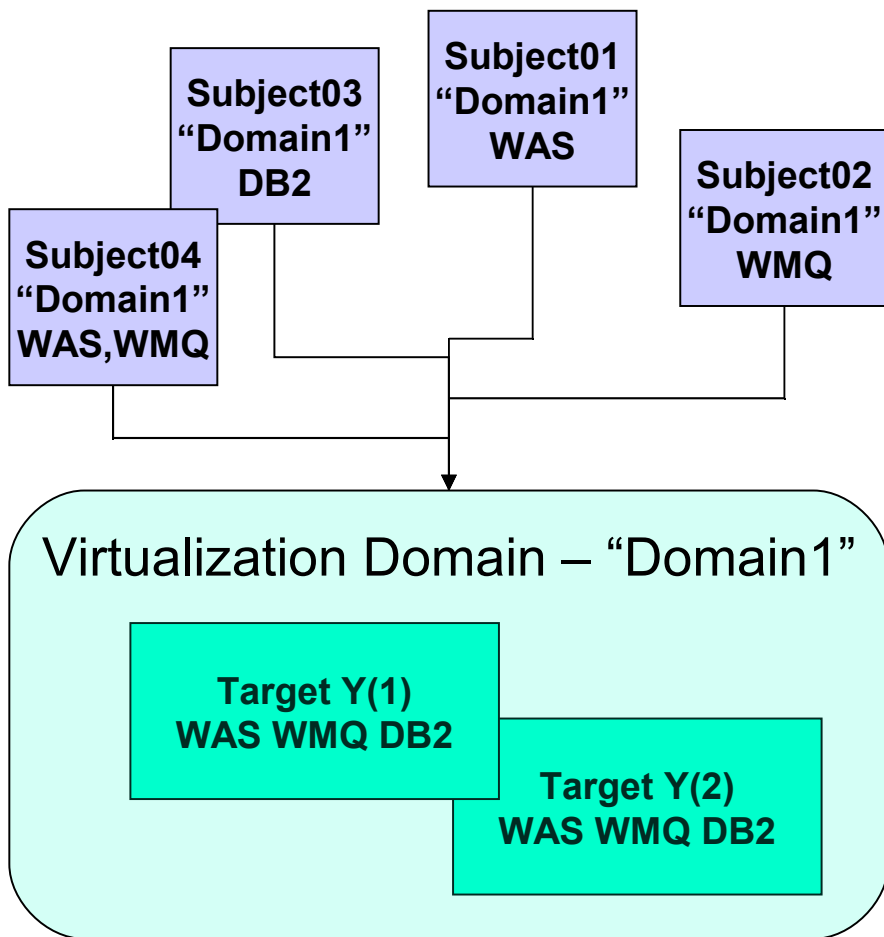 Subject01
“Domain1”
WAS
Subject03
“Domain1”
DB2
Subject02
“Domain1”
WMQ
Subject04
“Domain1”
WAS,WMQ
Virtualization Domain – “Domain1”
Target Y(1)
WAS WMQ DB2
Target Y(2)
WAS WMQ DB2